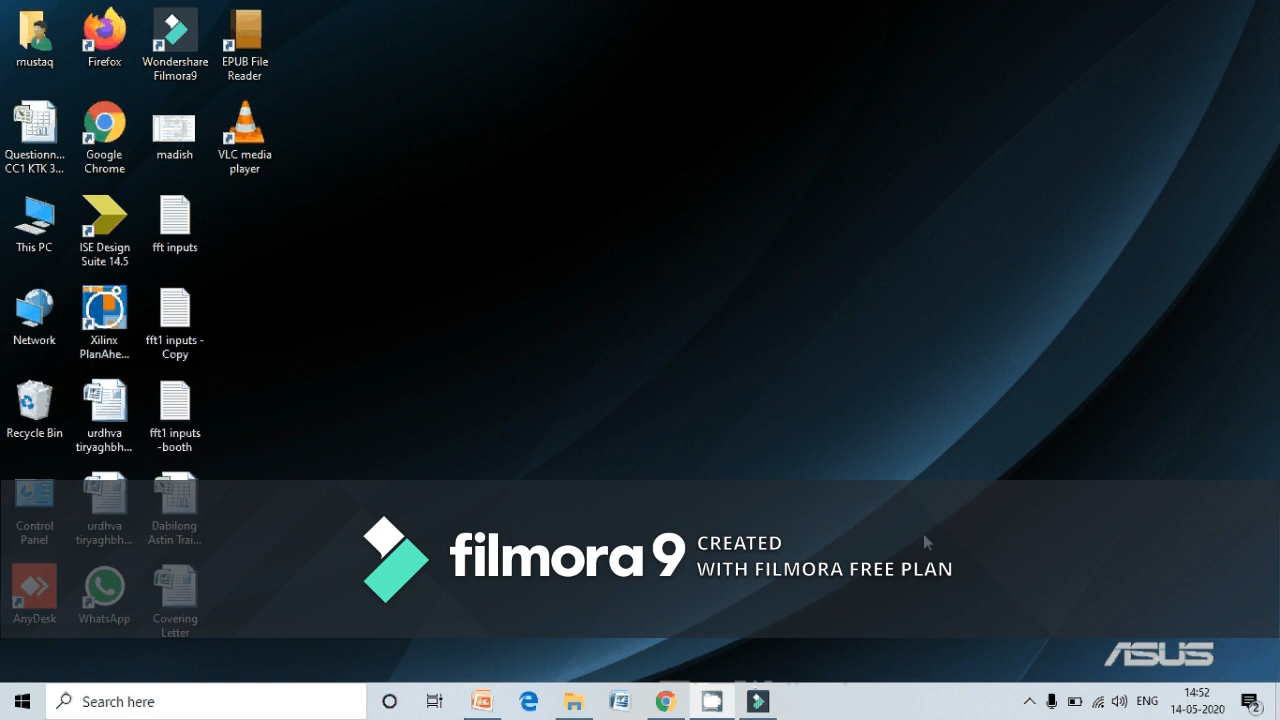 mustaq
Firefox
Wondershare
Filmora9
EPUB File
Reader
Questionn...
CC1 KTK 3...
Google
Chrome
madish
VLC media
player
This PC
ISE Design
Suite 14.5
fft inputs
Network
Xilinx
PlanAhe...
fft1 inputs -
Copy
Recycle Bin
urdhva
tiryaghbh...
fft1 inputs
-booth
Control
Panel
urdhva
tiryaghbh...
Dabilong
Astin Trai...
AnyDesk
WhatsApp
Covering
Letter
filmora 9
CREATED
WITH FILMORA FREE PLAN
ASUS
Search here
ENG
14:52
14-05-2020
2